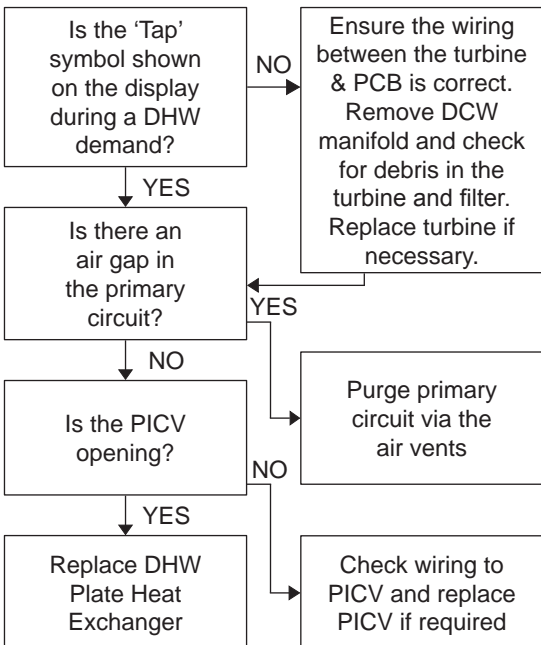 Is the ‘Tap’
symbol shown
on the display
during a DHW
demand?
NO
Ensure the wiring
between the turbine
& PCB is correct.
Remove DCW
manifold and check
for debris in the
turbine and filter.
Replace turbine if
necessary.
YES
Is there an
air gap in
the primary
circuit?
YES
Purge primary
circuit via the
air vents
NO
Is the PICV
opening?
NO
Check wiring to
PICV and replace
PICV if required
YES
Replace DHW
Plate Heat
Exchanger